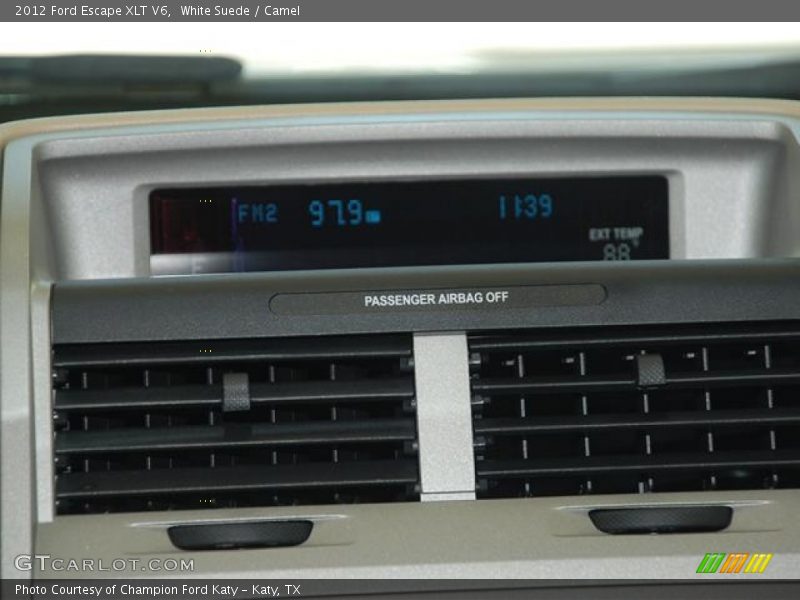 2012 Ford Escape XLT V6,  White Suede / Camel
FM2 97.9 11:39
EXT TEMP
88°
PASSENGER AIRBAG OFF
GTCARLOT.COM
Photo Courtesy of Champion Ford Katy - Katy, TX